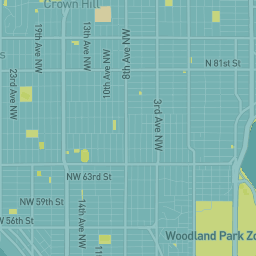 Crown Hill
19th Ave NW
13th Ave NW
10th Ave NW
8th Ave NW
N 81st St
23rd Ave NW
3rd Ave NW
NW 63rd St
NW 59th St
14th Ave NW
W 56th St
11
Woodland Park Zo